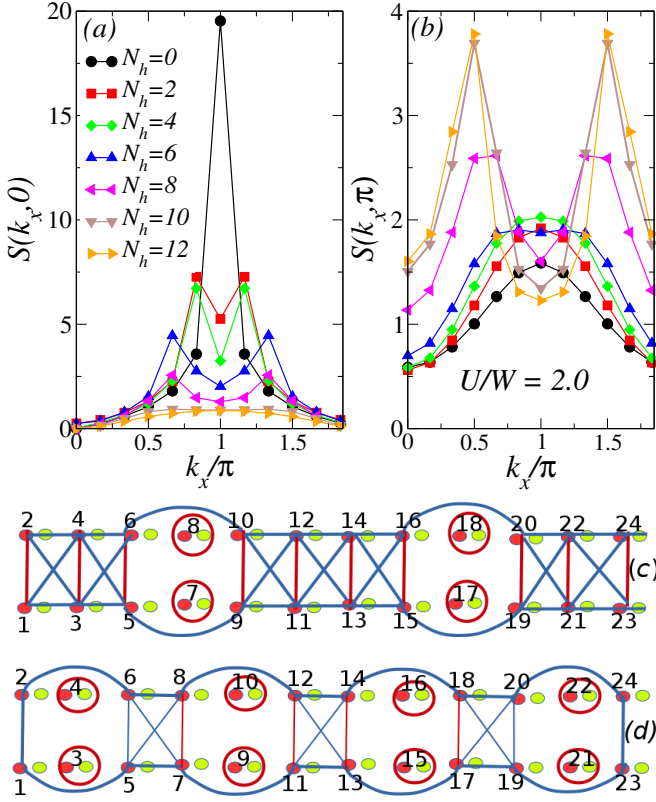 (a)
(b)
20
15
10
5
0
S(kₓ,0)
N_h=0
N_h=2
N_h=4
N_h=6
N_h=8
N_h=10
N_h=12
0 0.5 1 1.5
kₓ/π
4
3
2
1
0
S(kₓ,π)
U/W = 2.0
0 0.5 1 1.5
kₓ/π
2 4 6 8 10 12 14 16 18 20 22 24
(c)
7 17
1 3 5 9 11 13 15 19 21 23
2 4 6 8 10 12 14 16 18 20 22 24
(d)
1 3 5 7 9 11 13 15 17 19 21 23